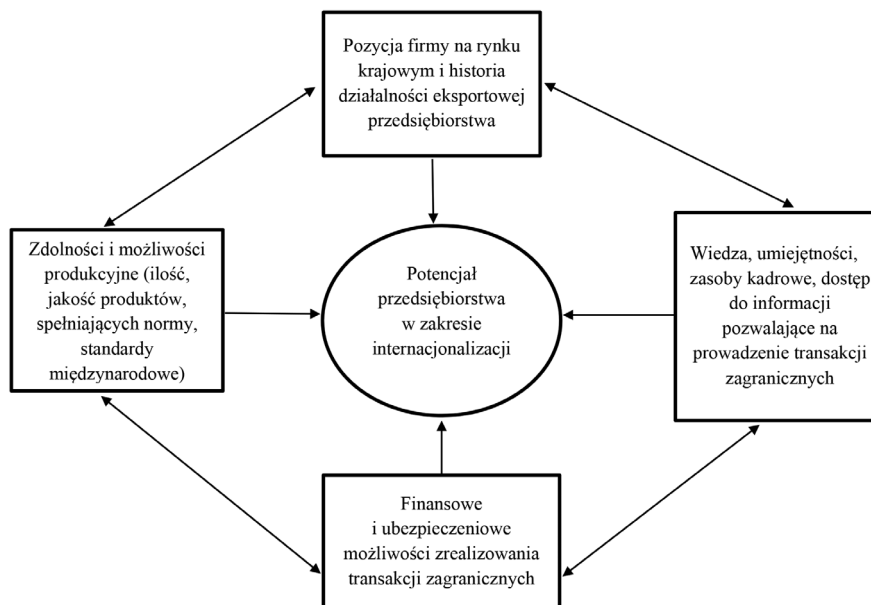 Pozycja firmy na rynku
krajowym i historia
działalności eksportowej
przedsiębiorstwa
Zdolności i możliwości
produkcyjne (ilość,
jakość produktów,
spełniających normy,
standardy
międzynarodowe)
Potencjał
przedsiębiorstwa
w zakresie
internacjonalizacji
Wiedza, umiejętności,
zasoby kadrowe, dostęp
do informacji
pozwalające na
prowadzenie transakcji
zagranicznych
Finansowe
i ubezpieczeniowe
możliwości zrealizowania
transakcji zagranicznych